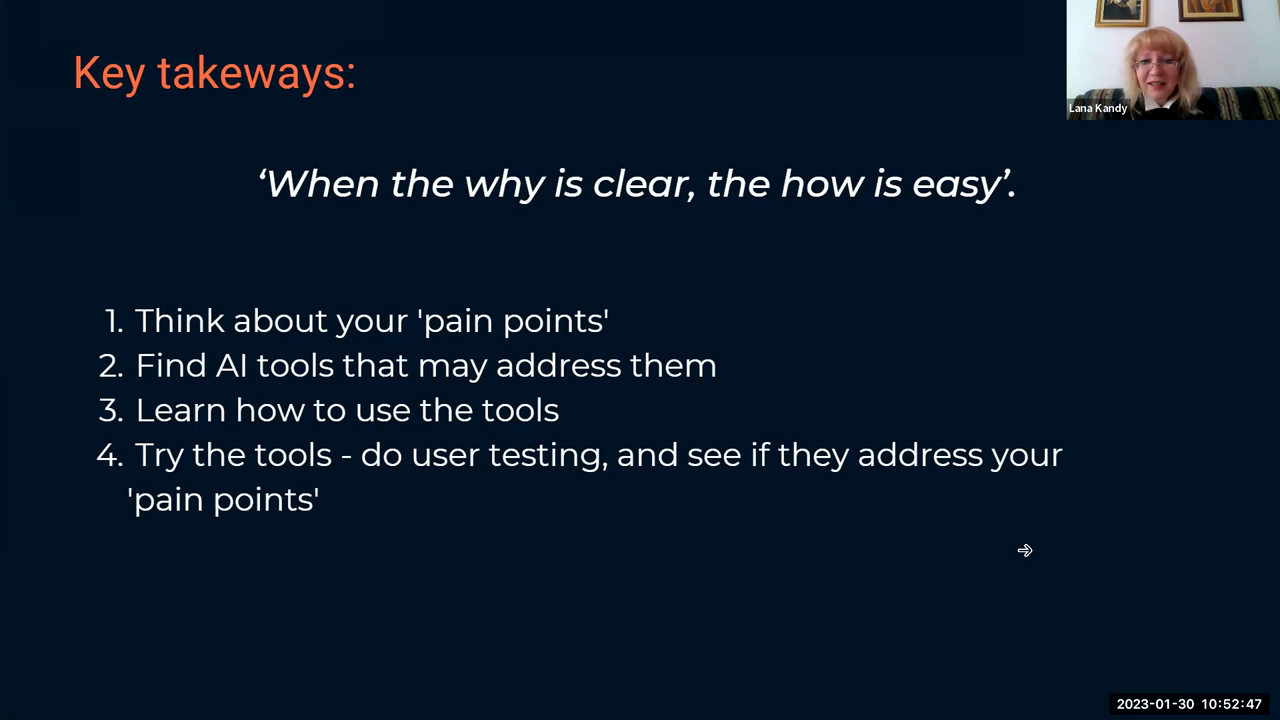 Key takeways:
Lana Kandy
‘When the why is clear, the how is easy’.
1. Think about your 'pain points'
2. Find AI tools that may address them
3. Learn how to use the tools
4. Try the tools - do user testing, and see if they address your
'pain points'
2023-01-30 10:52:47